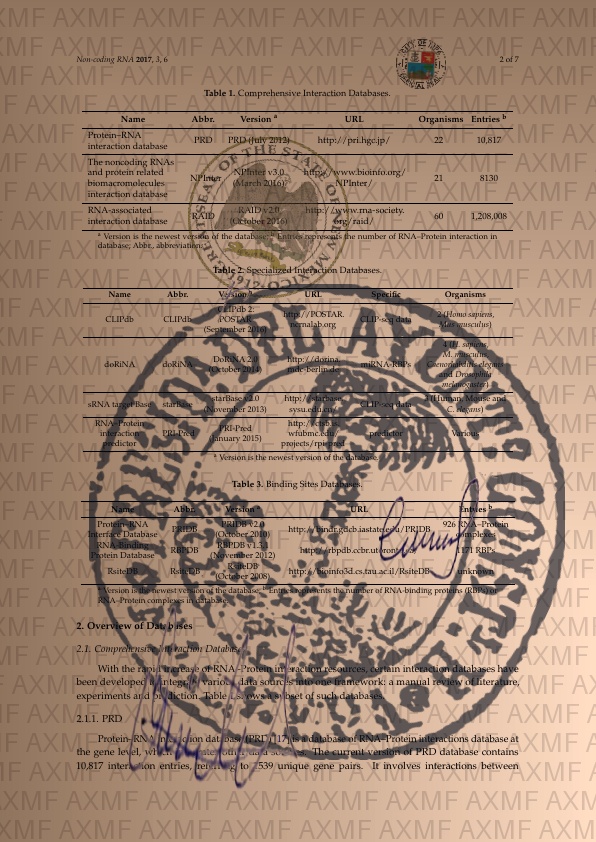 Non-coding RNA 2017, 3, 6
2 of 7
Table 1. Comprehensive Interaction Databases.
Name Abbr. Version a URL Organisms Entries b
Protein–RNA interaction database PRD PRD (July 2012) http://pri.hgc.jp/ 22 10,817
The noncoding RNAs and protein related biomacromolecules interaction database NPInter NPInter v3.0 (March 2016) http://www.bioinfo.org/NPInter/ 21 8130
RNA-associated interaction database RAID RAID v2.0 (October 2016) http://www.rna-society.org/raid/ 60 1,208,008
a Version is the newest version of the database; b Entries represents the number of RNA–Protein interaction in
database; Abbr., abbreviations.
Table 2. Specialized Interaction Databases.
Name Abbr. Version a URL Specific Organisms
CLIPdb CLIPdb CLIPdb 2: POSTAR (September 2016) http://POSTAR.ncrnalab.org CLIP-seq data 2 (Homo sapiens, Mus musculus)
doRiNA doRiNA DoRiNA 2.0 (October 2014) http://dorina.mdc-berlin.de miRNA-RBPs 4 (H. sapiens, M. musculus, Caenorhabditis elegans and Drosophila melanogaster)
sRNA targetBase starBase starBase v2.0 (November 2013) http://starbase.sysu.edu.cn/ CLIP-seq data 3 (Human, Mouse and C. elegans)
RNA–Protein interaction predictor PRI-Pred PRI-Pred (January 2015) wfubmc.edu/projects/rpi-pred predictor Various
a Version is the newest version of the database.
Table 3. Binding Sites Databases.
Name Abbr. Version a URL Entries b
Protein–RNA Interface Database PRIDB PRIDB v2.0 (October 2010) http://bindr.gdcb.iastate.edu/PRIDB 926 RNA–Protein complexes
RNA-Binding Protein Database RBPDB RBPDB v1.3.1 (November 2012) http://rbpdb.ccbr.utoronto.ca/ 1171 RBPs
RsiteDB RsiteDB RsiteDB (October 2008) http://bioinfo3d.cs.tau.ac.il/RsiteDB unknown
a Version is the newest version of the database; b Entries represents the number of RNA-binding proteins (RBPs) or
RNA–Protein complexes in database.
2. Overview of Databases
2.1. Comprehensive Interaction Databases
With the rapid increase of RNA–Protein interaction resources, certain interaction databases have
been developed to integrate various data sources into one framework: a manual review of literature,
experiments and prediction. Table 1 shows a subset of such databases.
2.1.1. PRD
Protein–RNA interaction database (PRD) [17] is a database of RNA–Protein interactions database at
the gene level, which The current version of PRD database contains
10,817 interaction entries, referring to 1539 unique gene pairs. It involves interactions between